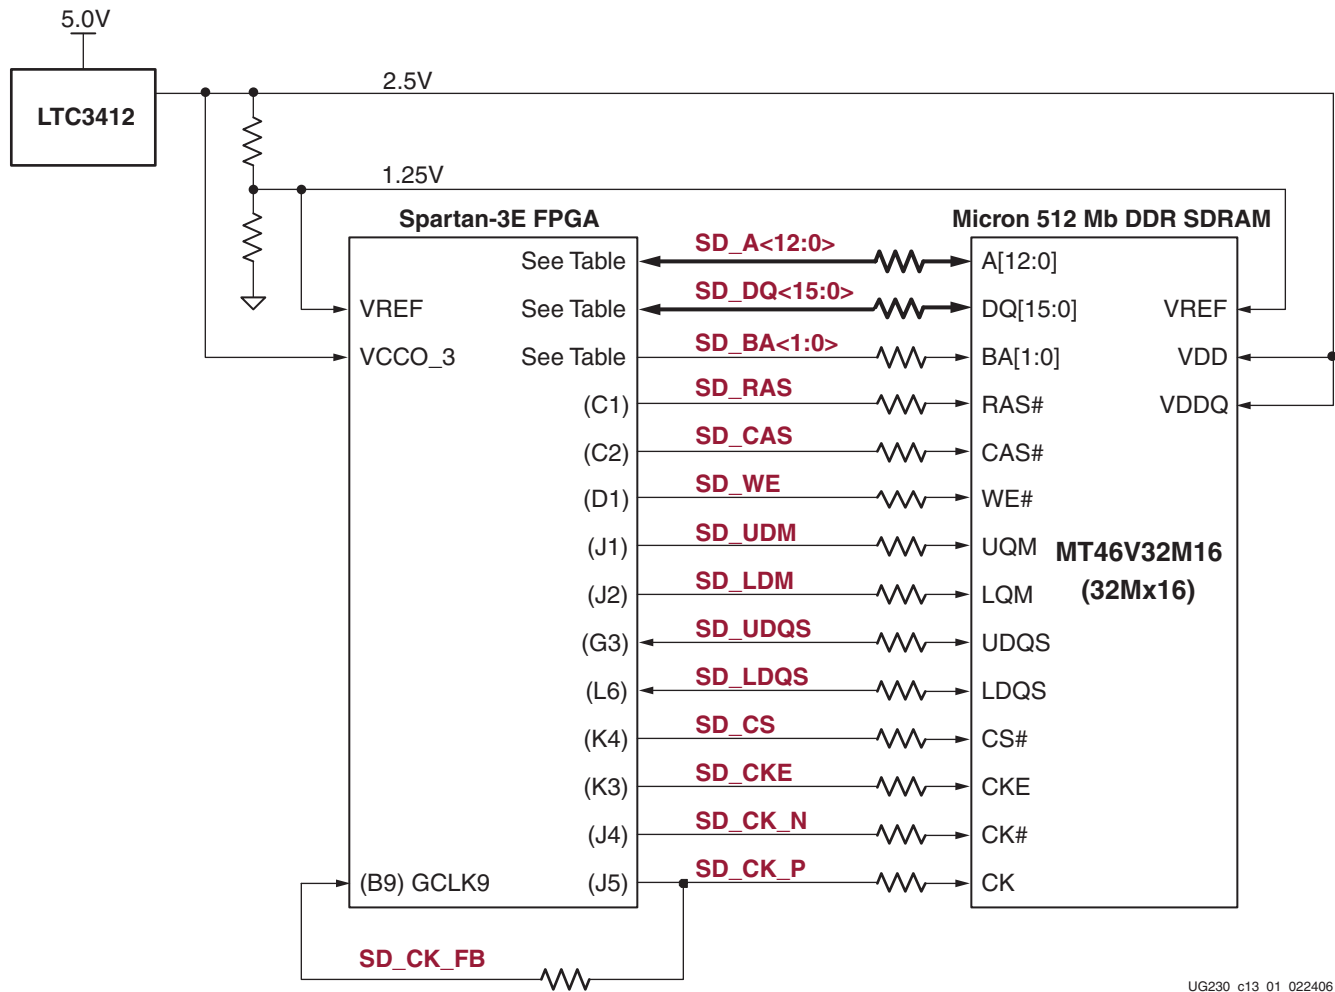 5.0V
LTC3412
2.5V
1.25V
Spartan-3E FPGA
Micron 512 Mb DDR SDRAM
See Table
SD_A<12:0>
A[12:0]
VREF
See Table
SD_DQ<15:0>
DQ[15:0]
VREF
VCCO_3
See Table
SD_BA<1:0>
BA[1:0]
VDD
(C1)
SD_RAS
RAS#
VDDQ
(C2)
SD_CAS
CAS#
(D1)
SD_WE
WE#
(J1)
SD_UDM
UQM
MT46V32M16
(32Mx16)
(J2)
SD_LDM
LQM
(G3)
SD_UDQS
UDQS
(L6)
SD_LDQS
LDQS
(K4)
SD_CS
CS#
(K3)
SD_CKE
CKE
(J4)
SD_CK_N
CK#
(B9) GCLK9
(J5)
SD_CK_P
CK
SD_CK_FB
UG230_c13_01_022406